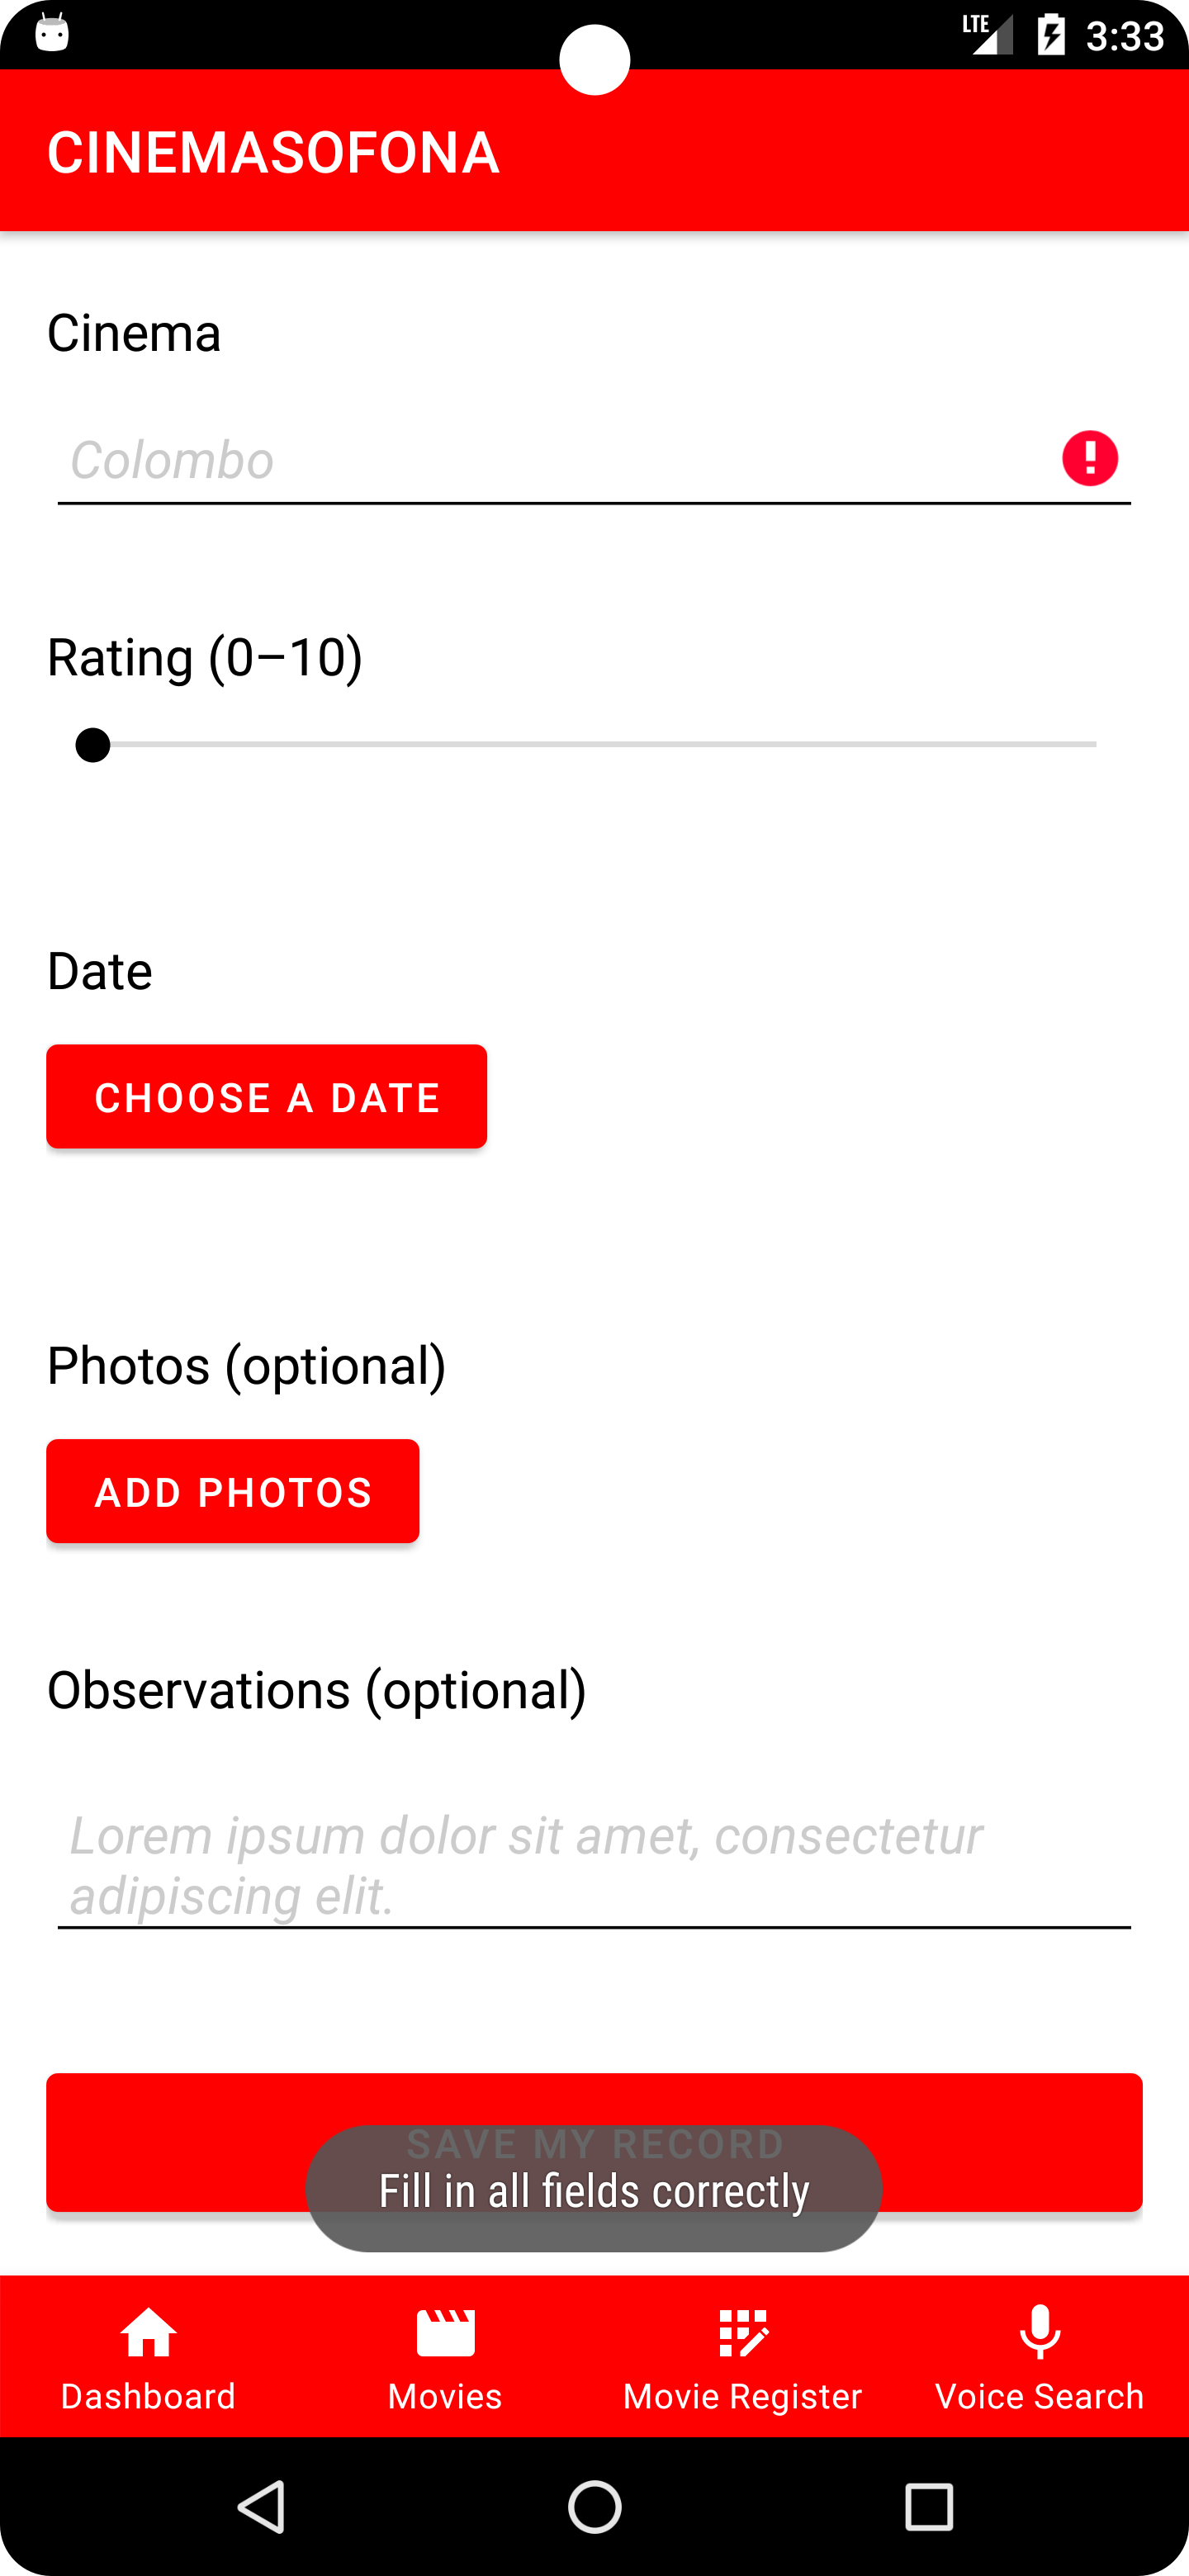 LTE 3:33
CINEMASOFONA
Cinema
Colombo
Rating (0–10)
Date
CHOOSE A DATE
Photos (optional)
ADD PHOTOS
Observations (optional)
Lorem ipsum dolor sit amet, consectetur
adipiscing elit.
SAVE MY RECORD
Fill in all fields correctly
Dashboard Movies Movie Register Voice Search